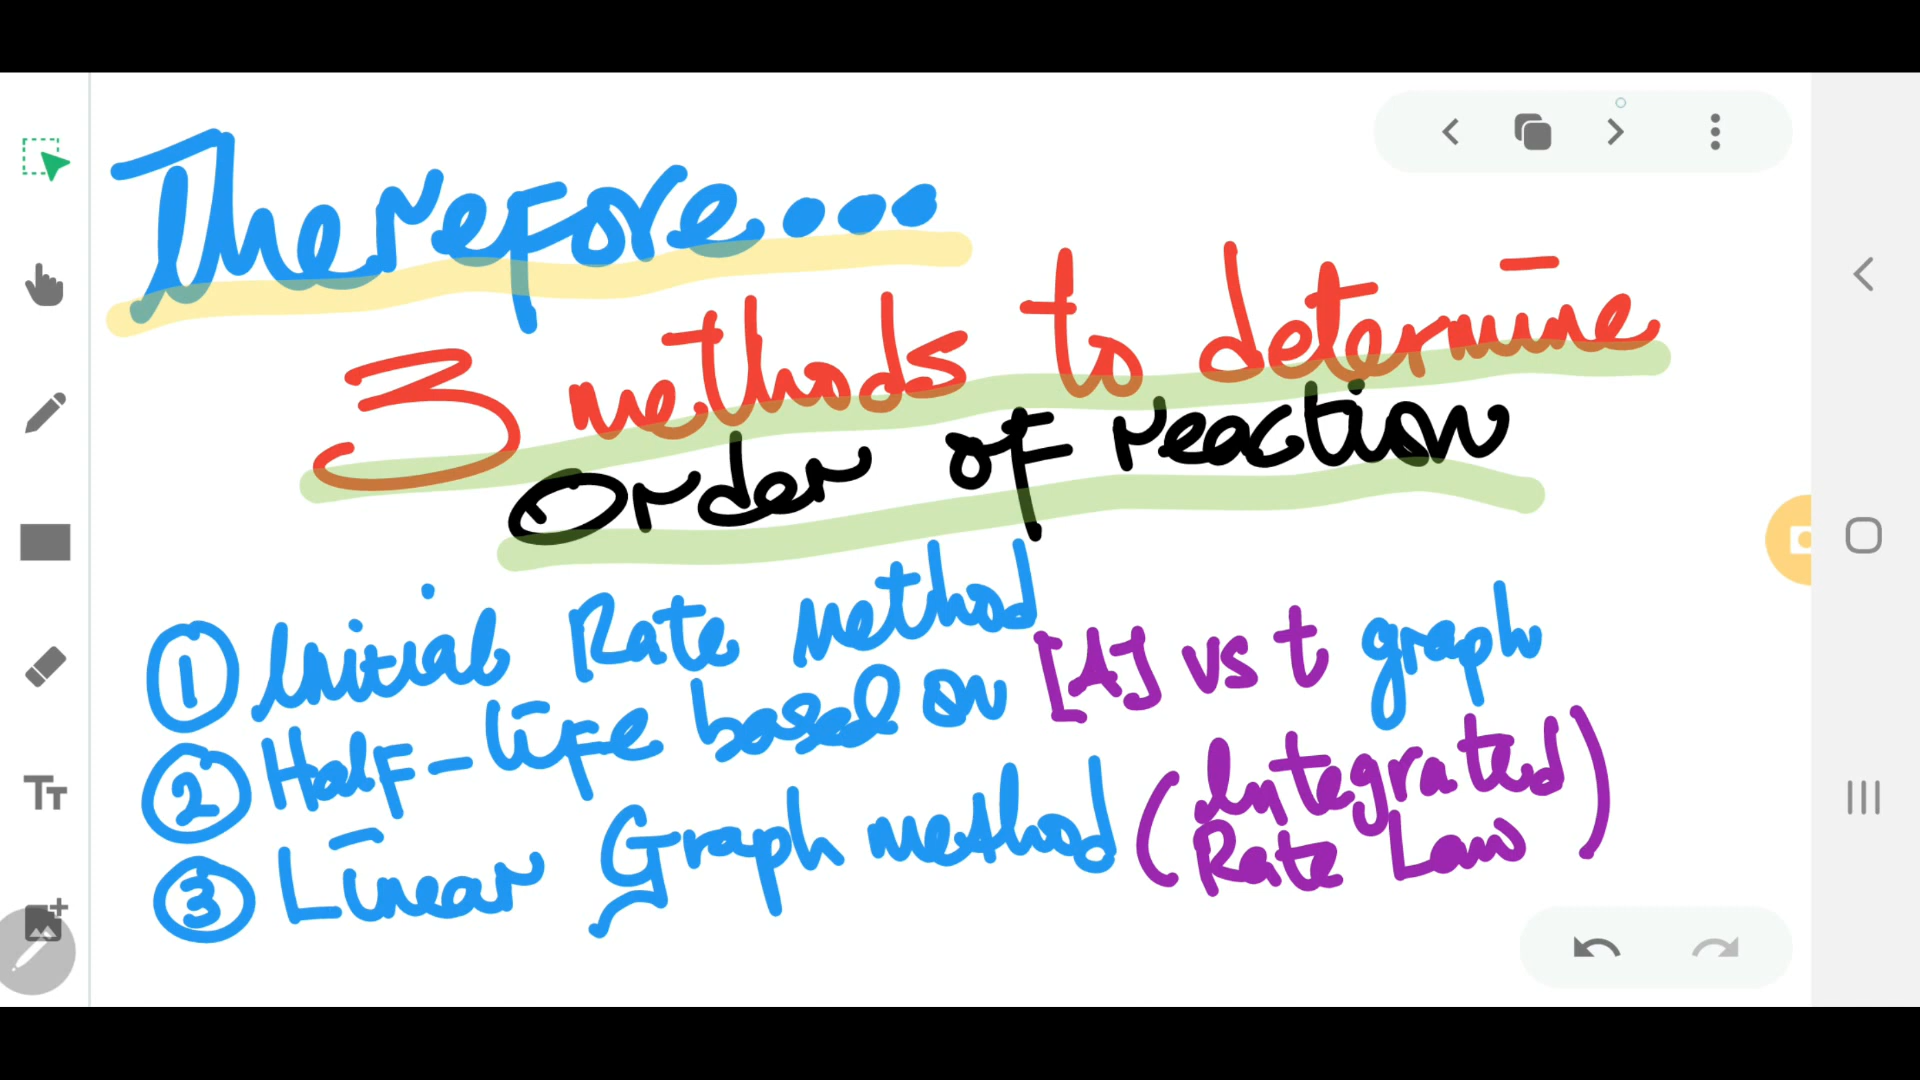 Therefore...
3 methods to determine
Order of reaction
① Initial Rate Method
② Half-life based on [A] vs t graph
③ Linear Graph method (Integrated Rate Law)
Tт